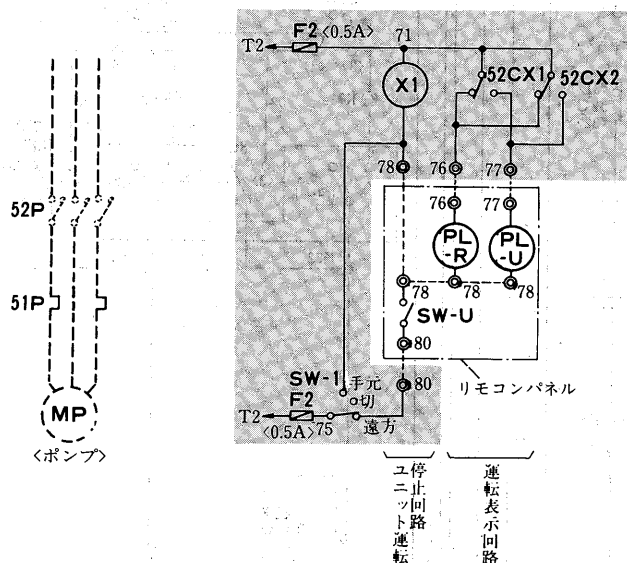 F2 <0.5A>
71
T2
X1
52CX1
52CX2
52P
51P
MP
<ポンプ>
78
76
77
76
77
PL-R
PL-U
78
78
78
SW-U
80
リモコンパネル
SW-1
手元
切
遠方
80
F2
T2
<0.5A>
75
ユニット運転
停止回路
運転表示回路